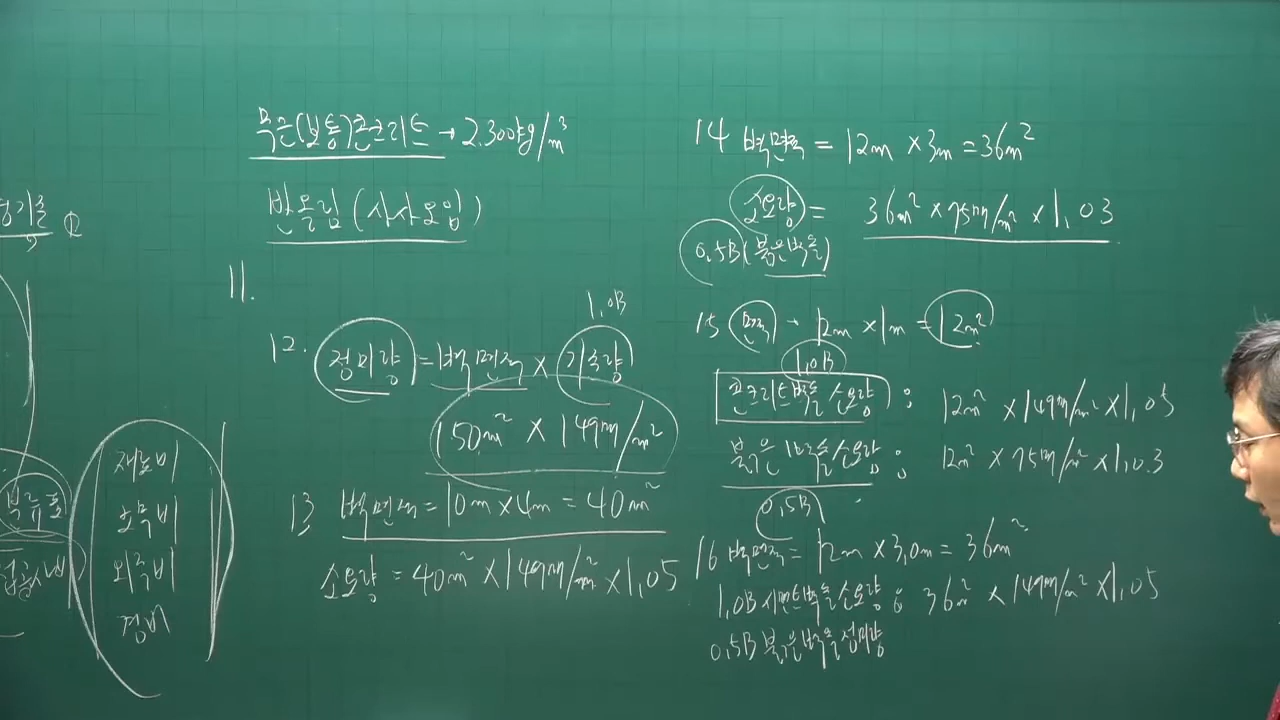 묵은(보통)콘크리트 → 2.300kg/m³
반올림(사사오입)
11.
재료비
노무비
외주비
경비
1.0B
12. 정미량 = 벽면적 × 기준량
150m² × 149매/m²
13 벽면적 = 10m × 4m = 40m²
소요량 = 40m² × 149매/m² × 1,05
14 벽면적 = 12m × 3m = 36m²
소요량 = 36m² × 75매/m² × 1,03
0,5B(붉은벽돌)
15 면적 - 12m × 1m = 12m²
1,0B
콘크리트벽돌 소요량 ; 12m² × 149매/m² × 1,05
붉은 벽돌소요량 ; 12m² × 75매/m² × 1,03
0,5B
16 벽면적 = 12m × 3,0m = 36m²
1,0B 시멘트벽돌소요량 ; 36m² × 149매/m² × 1,05
0,5B 붉은벽돌정미량